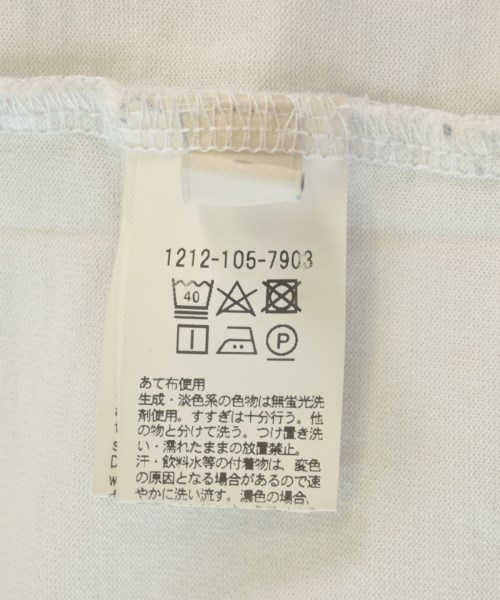 1212-105-7903
40
P
あて布使用
生成・淡色系の色物は無蛍光洗
剤使用。すすぎは十分行う。他
の物と分けて洗う。つけ置き洗
い・濡れたままの放置禁止。
汗・飲料水等の付着物は、変色
の原因となる場合があるので速
やかに洗い流す。濃色の場合、